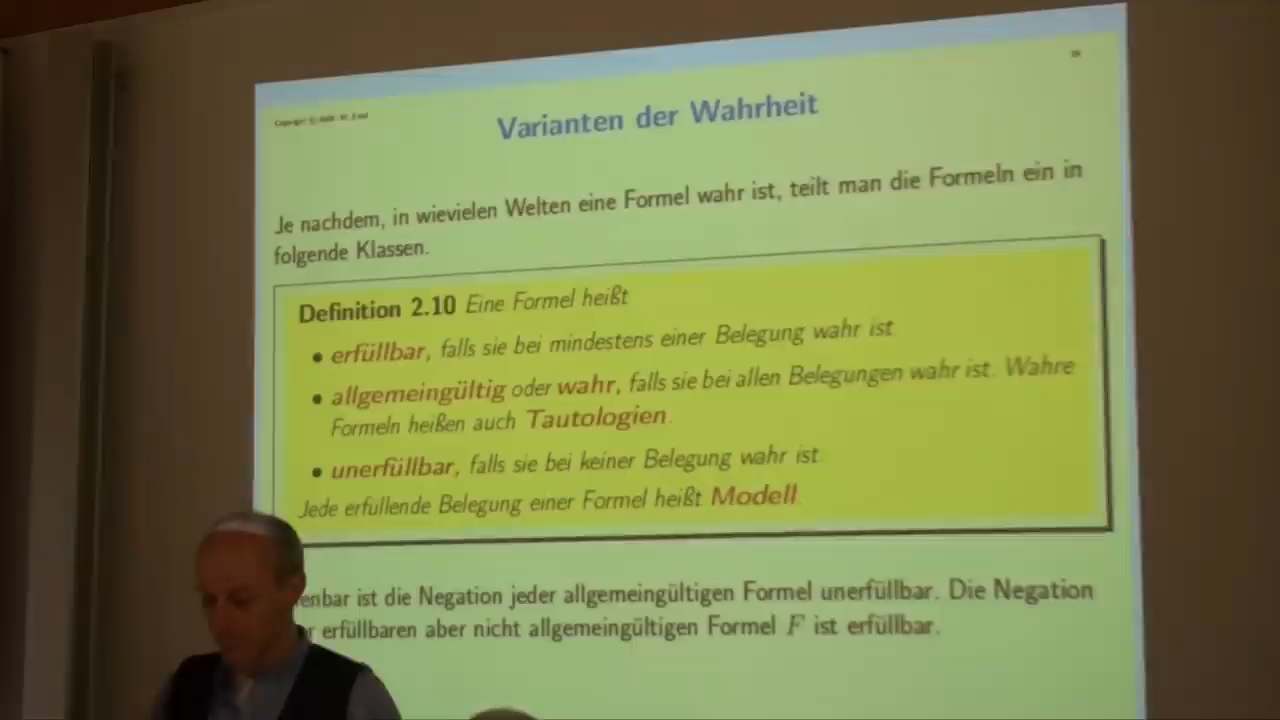 Varianten der Wahrheit
Je nachdem, in wievielen Welten eine Formel wahr ist, teilt man die Formeln ein in
folgende Klassen.
Definition 2.10 Eine Formel heißt
• erfüllbar, falls sie bei mindestens einer Belegung wahr ist.
• allgemeingültig oder wahr, falls sie bei allen Belegungen wahr ist. Wahre
Formeln heißen auch Tautologien.
• unerfüllbar, falls sie bei keiner Belegung wahr ist.
Jede erfüllende Belegung einer Formel heißt Modell.
enbar ist die Negation jeder allgemeingültigen Formel unerfüllbar. Die Negation
r erfüllbaren aber nicht allgemeingültigen Formel F ist erfüllbar.